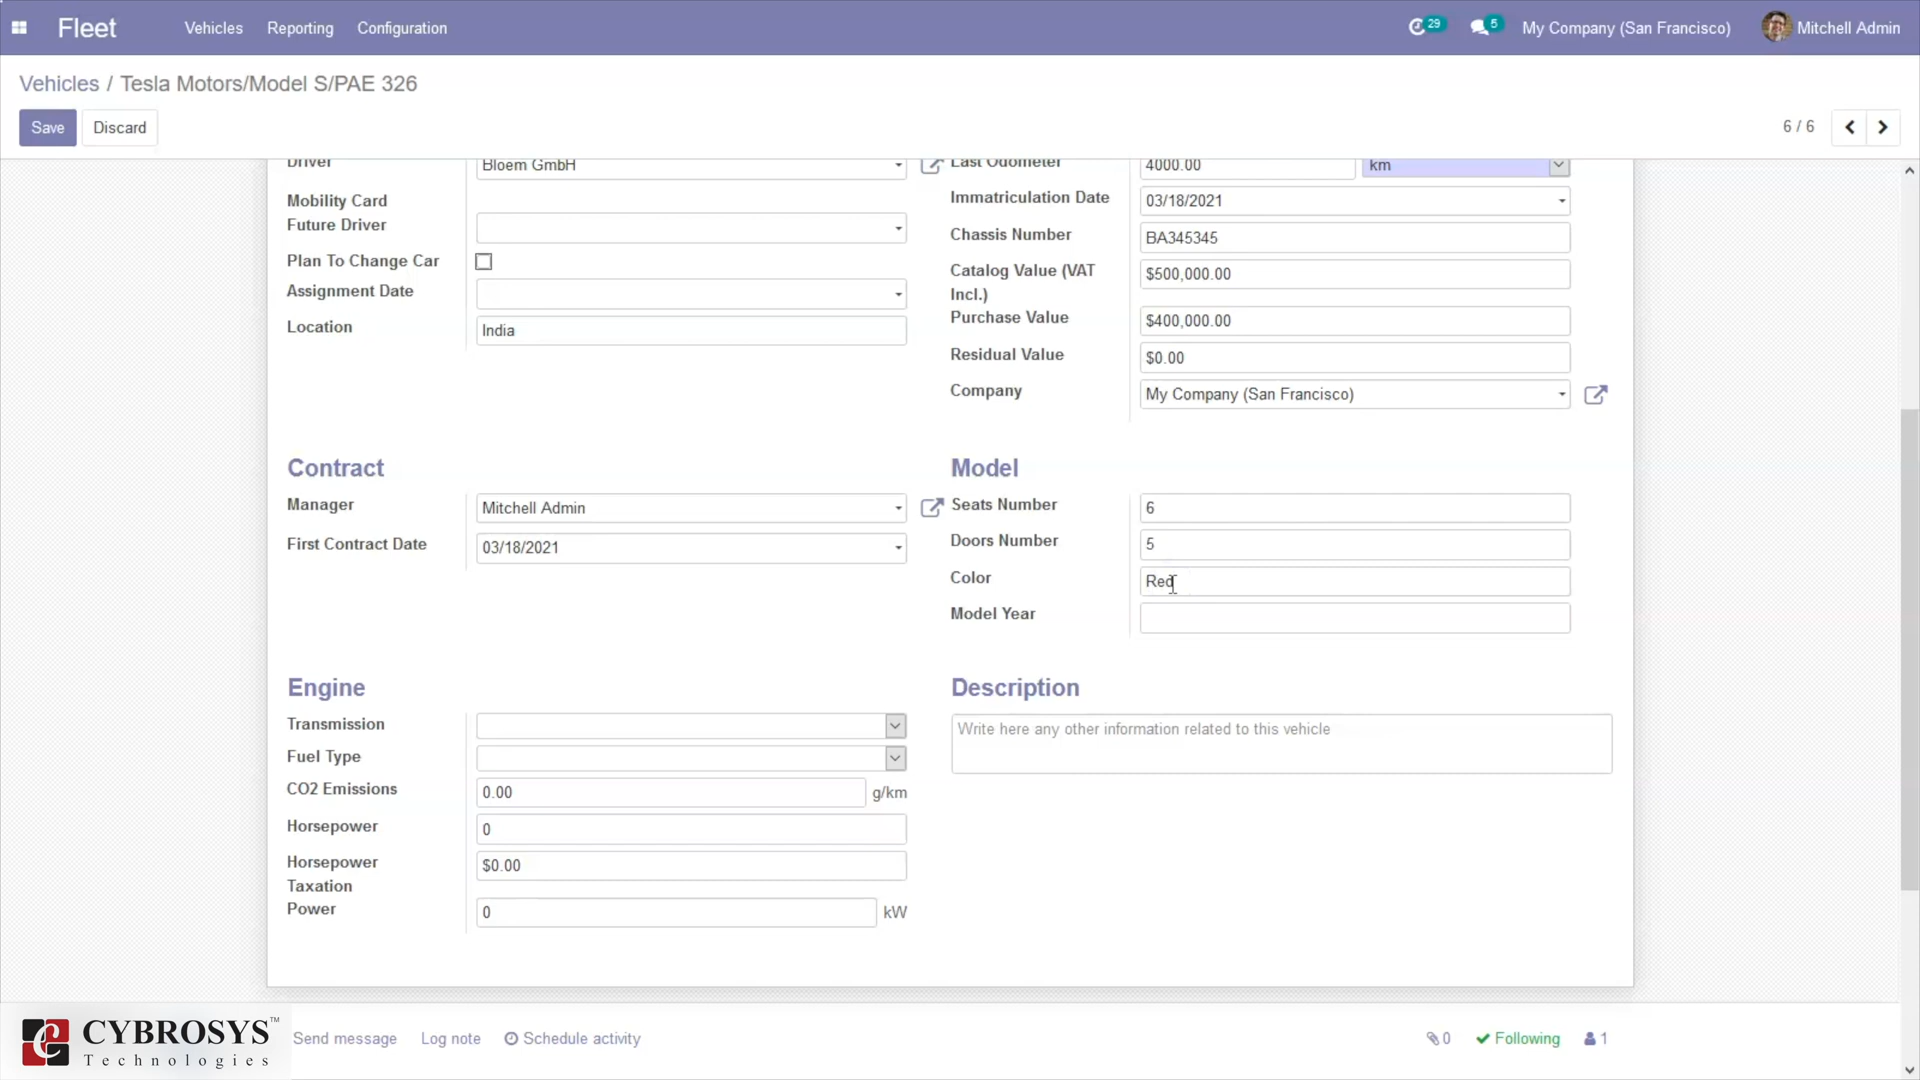 Fleet
Vehicles Reporting Configuration
29 5 My Company (San Francisco) Mitchell Admin
Vehicles / Tesla Motors/Model S/PAE 326
Save Discard
6 / 6
Driver Bloem GmbH
Mobility Card
Future Driver
Plan To Change Car
Assignment Date
Location India
Last Odometer 4000.00 km
Immatriculation Date 03/18/2021
Chassis Number BA345345
Catalog Value (VAT
Incl.) $500,000.00
Purchase Value $400,000.00
Residual Value $0.00
Company My Company (San Francisco)
Contract
Manager Mitchell Admin
First Contract Date 03/18/2021
Model
Seats Number 6
Doors Number 5
Color Red
Model Year
Engine
Transmission
Fuel Type
CO2 Emissions 0.00 g/km
Horsepower 0
Horsepower
Taxation $0.00
Power 0 kW
Description
Write here any other information related to this vehicle
CYBROSYS™
Technologies
Send message Log note Schedule activity
0 Following 1